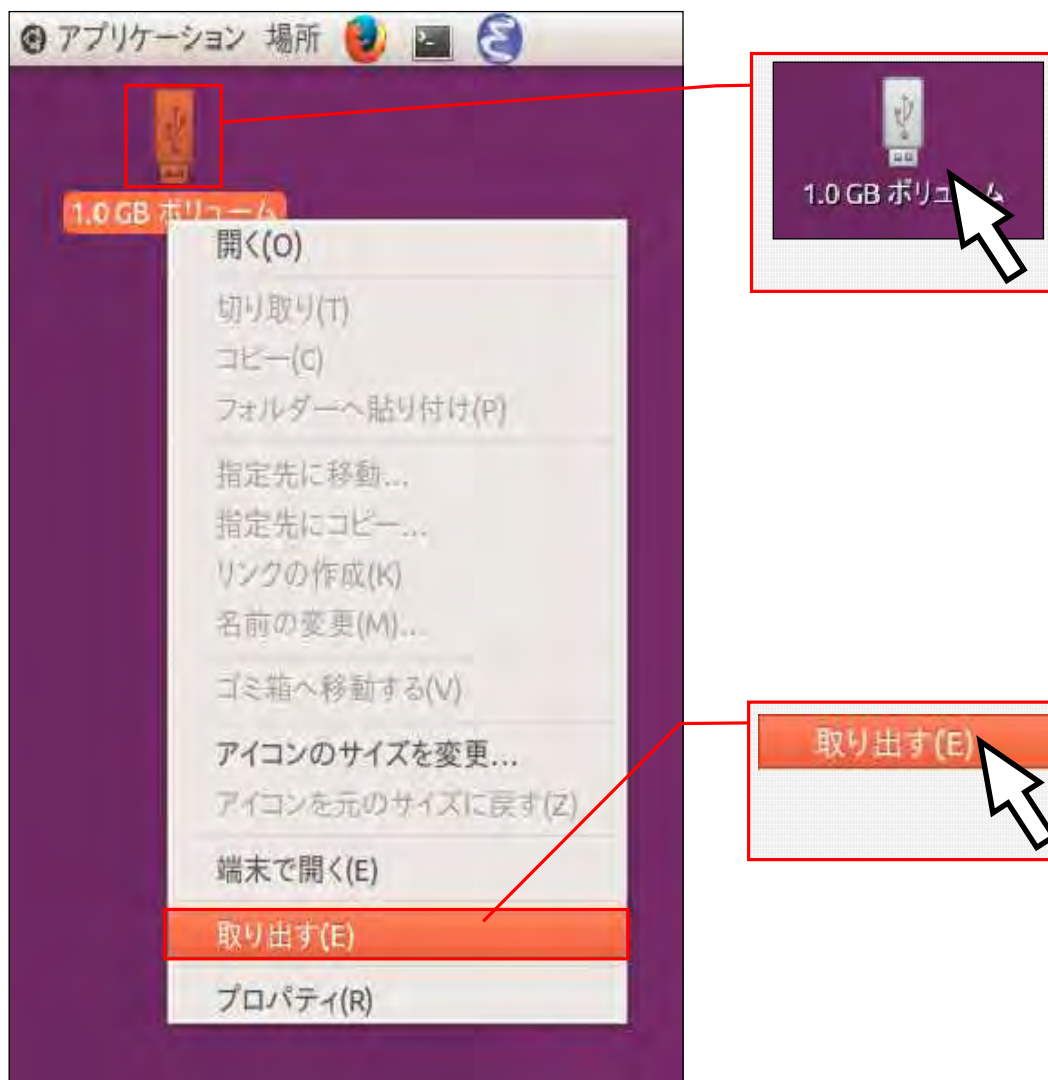 アプリケーション 場所
1.0 GB ボリューム
開く(O)
切り取り(T)
コピー(C)
フォルダーへ貼り付け(P)
指定先に移動...
指定先にコピー...
リンクの作成(K)
名前の変更(M)...
ゴミ箱へ移動する(V)
アイコンのサイズを変更...
アイコンを元のサイズに戻す(Z)
端末で開く(E)
取り出す(E)
プロパティ(R)
1.0 GB ボリューム
取り出す(E)